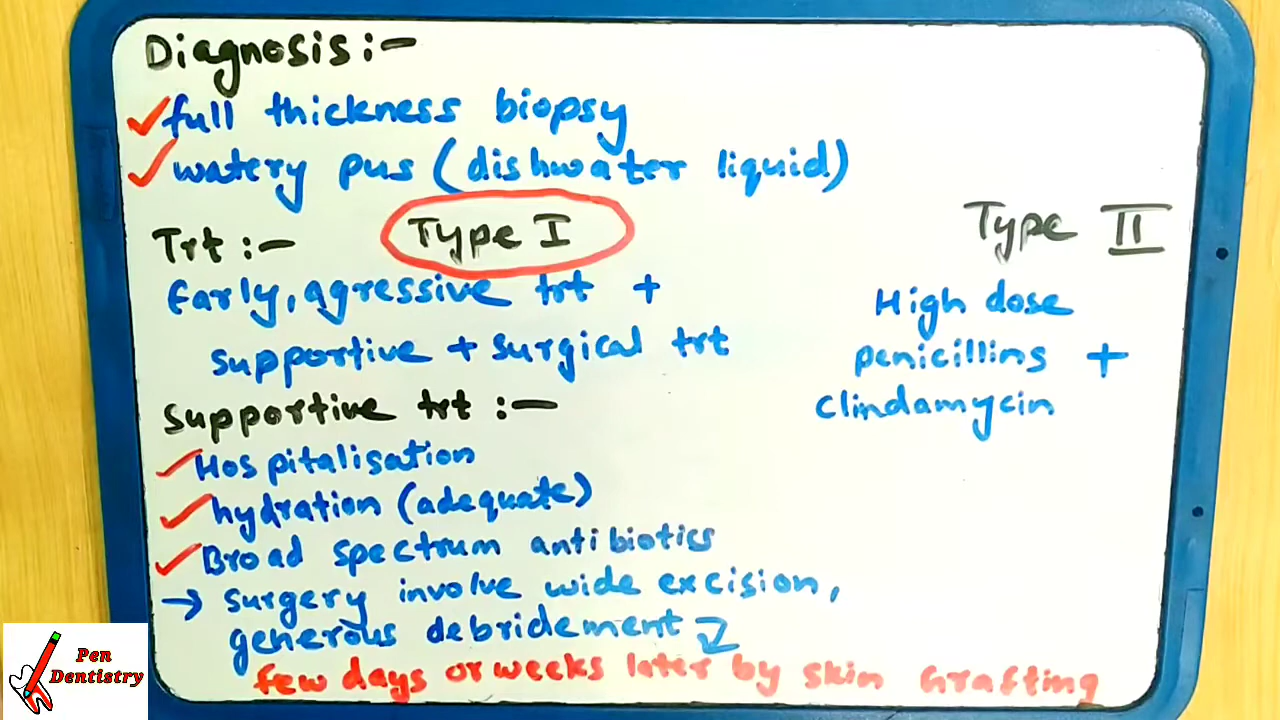 Diagnosis:-
full thickness biopsy
watery pus (dishwater liquid)
Trt :- Type I
Early, agressive trt +
supportive + surgical trt
Supportive trt :-
Hospitalisation
hydration (adequate)
Broad spectrum antibiotics
→ surgery involve wide excision,
generous debridement
few days or weeks later by skin Grafting
Type II
High dose
penicillins +
clindamycin
Pen
Dentistry